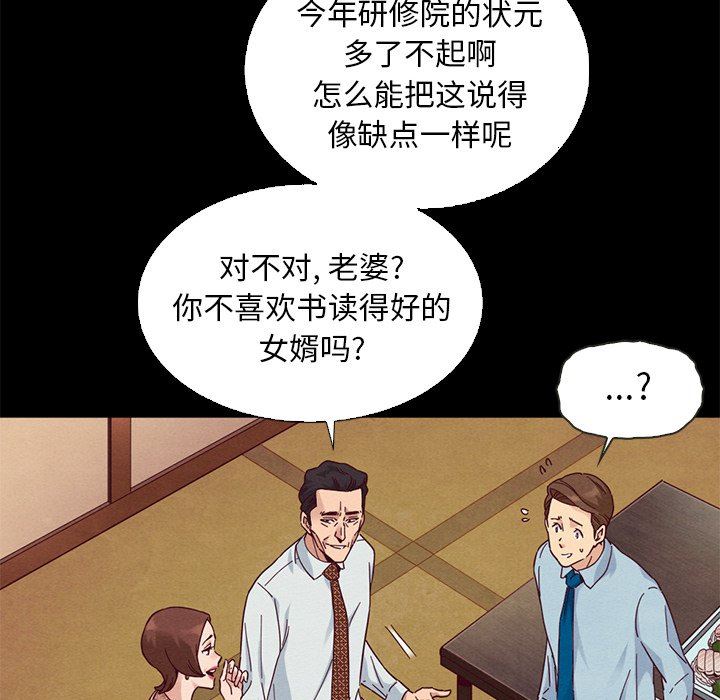 今年研修院的状元
多了不起啊
怎么能把这说得
像缺点一样呢
对不对，老婆?
你不喜欢书读得好的
女婿吗?
...?